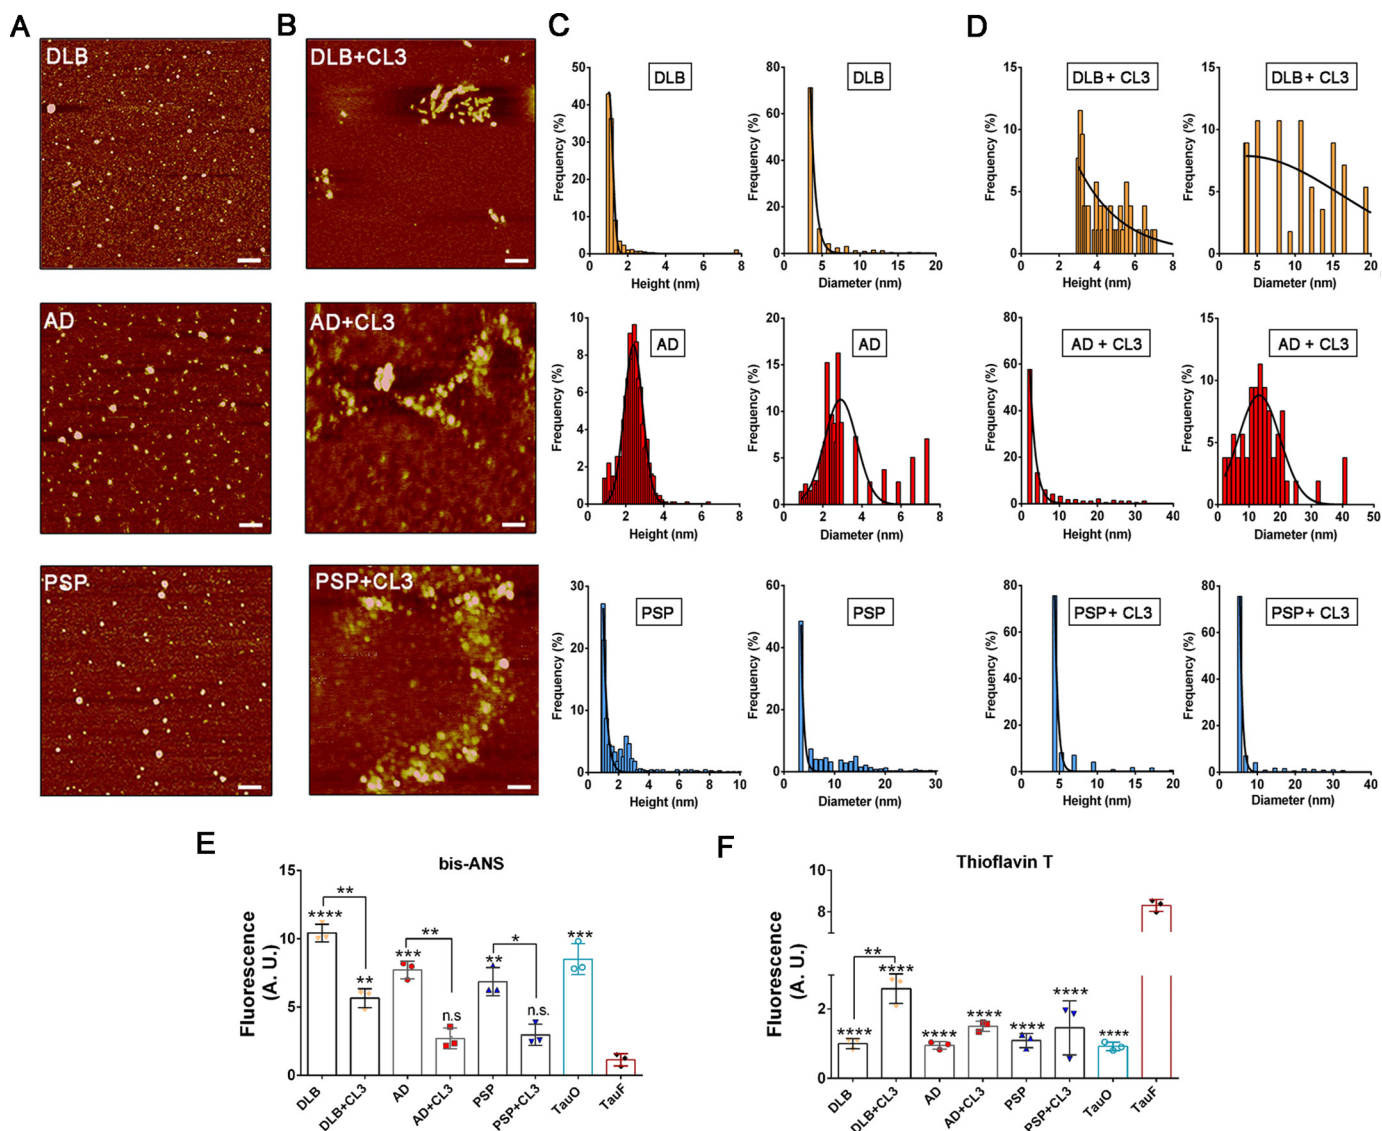 A
B
C
D
DLB
DLB+CL3
AD
AD+CL3
PSP
PSP+CL3
DLB
Frequency (%)
50
40
30
20
10
0
0 2 4 6 8
Height (nm)
DLB
Frequency (%)
80
60
40
20
0
0 5 10 15 20
Diameter (nm)
DLB + CL3
Frequency (%)
15
10
5
0
0 2 4 6 8
Height (nm)
DLB + CL3
Frequency (%)
15
10
5
0
0 5 10 15 20
Diameter (nm)
AD
Frequency (%)
10
8
6
4
2
0
0 2 4 6 8
Height (nm)
AD
Frequency (%)
20
15
10
5
0
0 2 4 6 8
Diameter (nm)
AD + CL3
Frequency (%)
80
60
40
20
0
0 10 20 30 40
Height (nm)
AD + CL3
Frequency (%)
15
10
5
0
0 10 20 30 40 50
Diameter (nm)
PSP
Frequency (%)
30
20
10
0
0 2 4 6 8 10
Height (nm)
PSP
Frequency (%)
60
40
20
0
0 5 10 15 20 25 30
Diameter (nm)
PSP + CL3
Frequency (%)
80
60
40
20
0
0 5 10 15 20
Height (nm)
PSP + CL3
Frequency (%)
80
60
40
20
0
0 10 20 30 40
Diameter (nm)
E
bis-ANS
Fluorescence
(A. U.)
15
10
5
0
**
****
**
**
***
n.s
*
**
n.s.
***
DLB
DLB+CL3
AD
AD+CL3
PSP
PSP+CL3
TauO
TauF
F
Thioflavin T
Fluorescence
(A. U.)
10
8
2
0
**
****
****
****
****
****
****
****
DLB
DLB+CL3
AD
AD+CL3
PSP
PSP+CL3
TauO
TauF